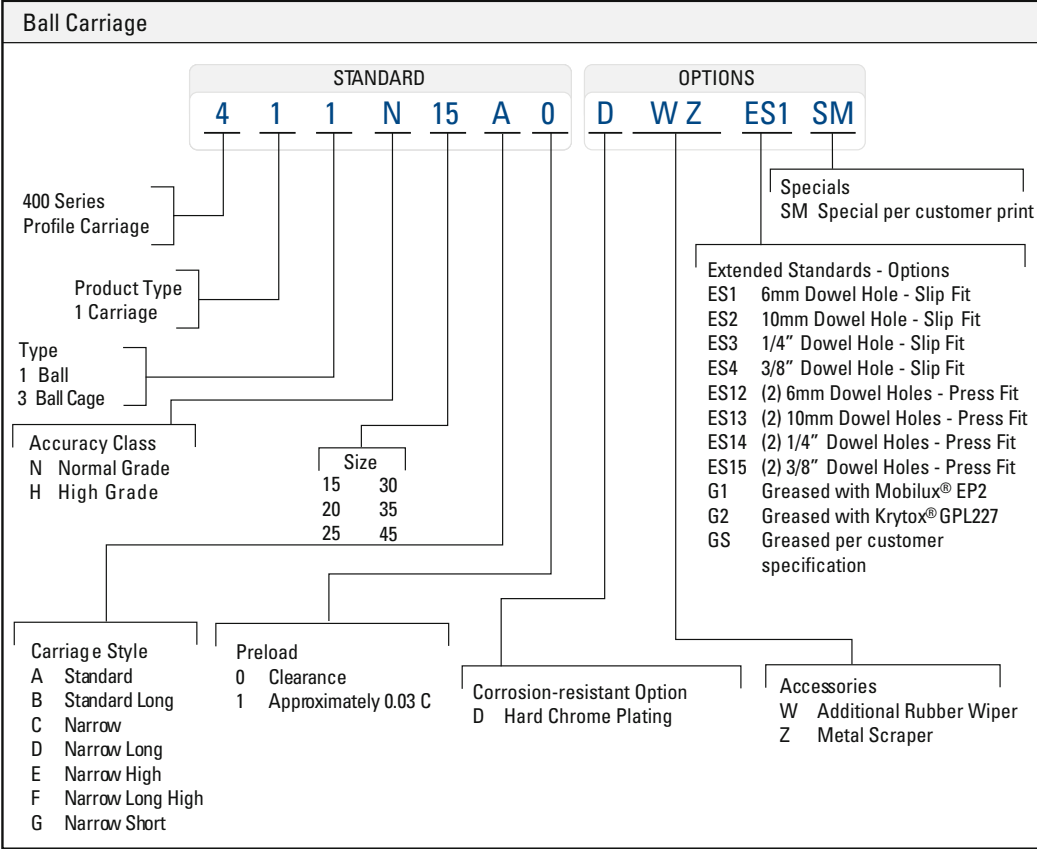 Ball Carriage
STANDARD
OPTIONS
4 1 1 N 15 A 0 D W Z ES1 SM
400 Series
Profile Carriage
Product Type
1 Carriage
Type
1 Ball
3 Ball Cage
Accuracy Class
N Normal Grade
H High Grade
Size
15 30
20 35
25 45
Specials
SM Special per customer print
Extended Standards - Options
ES1 6mm Dowel Hole - Slip Fit
ES2 10mm Dowel Hole - Slip Fit
ES3 1/4” Dowel Hole - Slip Fit
ES4 3/8” Dowel Hole - Slip Fit
ES12 (2) 6mm Dowel Holes - Press Fit
ES13 (2) 10mm Dowel Holes - Press Fit
ES14 (2) 1/4” Dowel Holes - Press Fit
ES15 (2) 3/8” Dowel Holes - Press Fit
G1 Greased with Mobilux® EP2
G2 Greased with Krytox® GPL227
GS Greased per customer
specification
Carriage Style
A Standard
B Standard Long
C Narrow
D Narrow Long
E Narrow High
F Narrow Long High
G Narrow Short
Preload
0 Clearance
1 Approximately 0.03 C
Corrosion-resistant Option
D Hard Chrome Plating
Accessories
W Additional Rubber Wiper
Z Metal Scraper